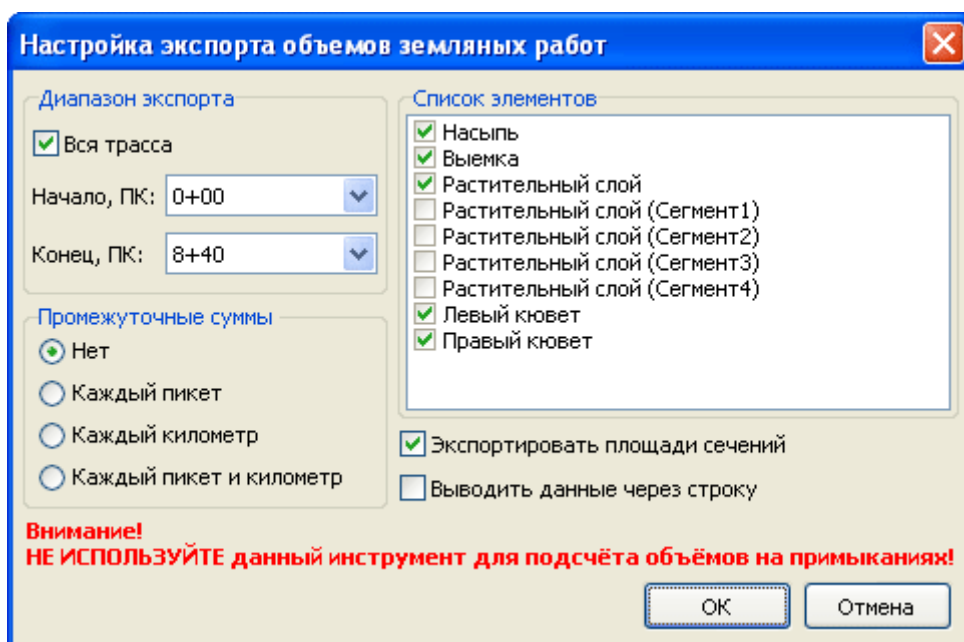 Настройка экспорта объемов земляных работ
Диапазон экспорта
Вся трасса
Начало, ПК: 0+00
Конец, ПК: 8+40
Промежуточные суммы
Нет
Каждый пикет
Каждый километр
Каждый пикет и километр
Список элементов
Насыпь
Выемка
Растительный слой
Растительный слой (Сегмент1)
Растительный слой (Сегмент2)
Растительный слой (Сегмент3)
Растительный слой (Сегмент4)
Левый кювет
Правый кювет
Экспортировать площади сечений
Выводить данные через строку
Внимание!
НЕ ИСПОЛЬЗУЙТЕ данный инструмент для подсчёта объёмов на примыканиях!
ОК
Отмена